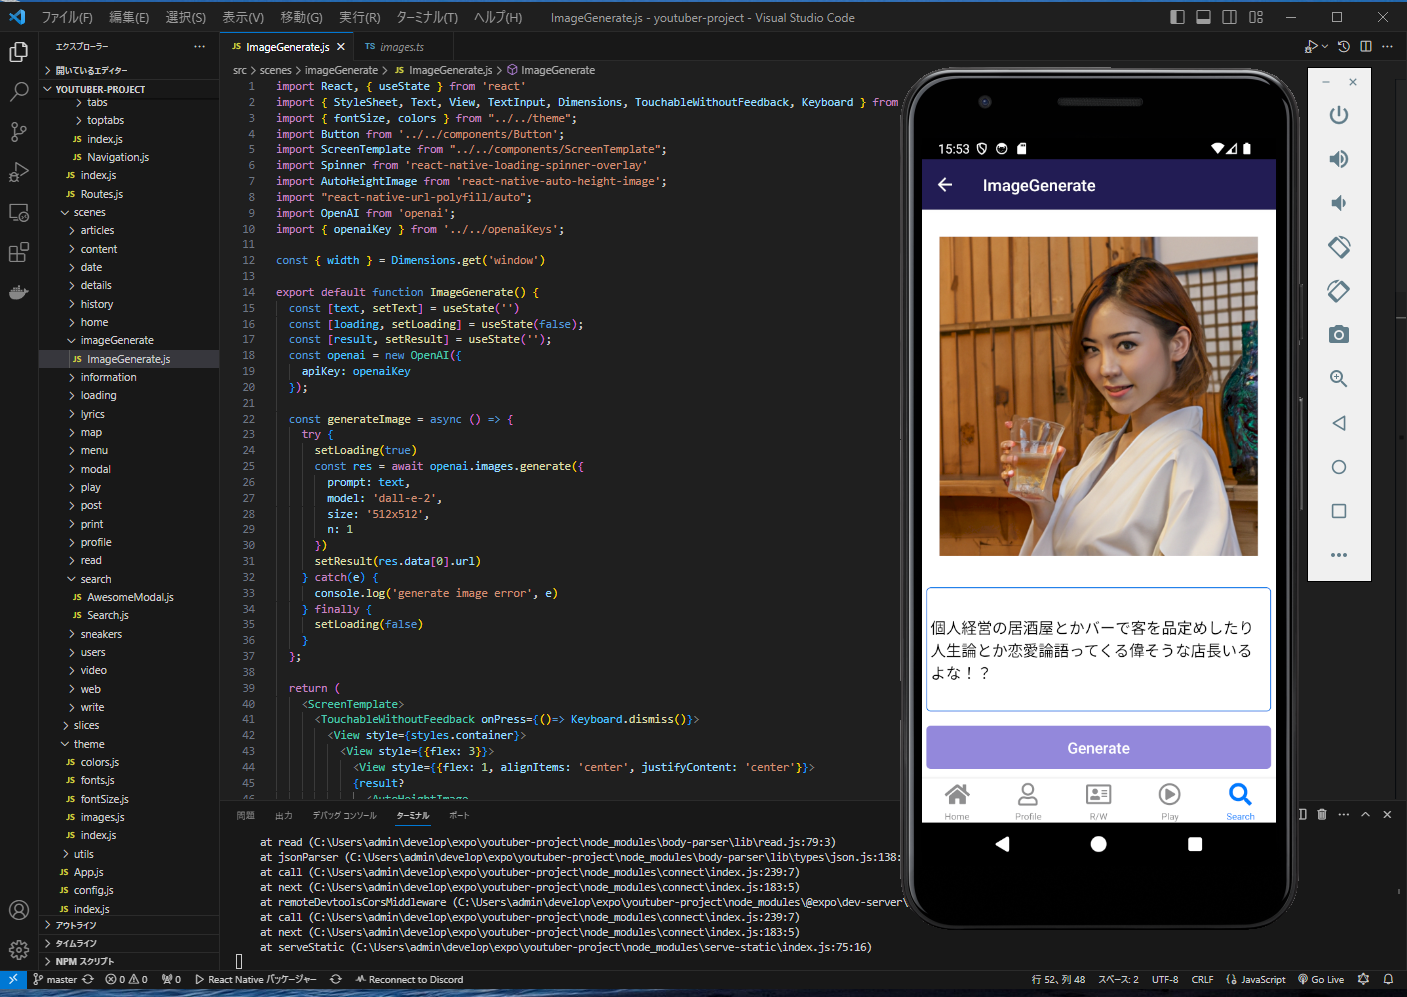 ファイル(F) 編集(E) 選択(S) 表示(V) 移動(G) 実行(R) ターミナル(T) ヘルプ(H) ImageGenerate.js - youtuber-project - Visual Studio Code
エクスプローラー
開いているエディター
YOUTUBER-PROJECT
tabs
toptabs
index.js
Navigation.js
index.js
Routes.js
scenes
articles
content
date
details
history
home
imageGenerate
JS ImageGenerate.js
information
loading
lyrics
map
menu
modal
play
post
print
profile
read
search
JS AwesomeModal.js
JS Search.js
sneakers
users
video
web
write
slices
theme
JS colors.js
JS fonts.js
JS fontSize.js
JS images.js
JS index.js
utils
JS App.js
JS config.js
JS index.js
アウトライン
タイムライン
NPM スクリプト
JS ImageGenerate.js
TS images.ts
src > scenes > imageGenerate > JS ImageGenerate.js > ImageGenerate
1 import React, { useState } from 'react'
2 import { StyleSheet, Text, View, TextInput, Dimensions, TouchableWithoutFeedback, Keyboard } from
3 import { fontSize, colors } from "../../theme";
4 import Button from '../../components/Button';
5 import ScreenTemplate from "../../components/ScreenTemplate";
6 import Spinner from 'react-native-loading-spinner-overlay'
7 import AutoHeightImage from 'react-native-auto-height-image';
8 import "react-native-url-polyfill/auto";
9 import OpenAI from 'openai';
10 import { openaiKey } from '../../openaiKeys';
11
12 const { width } = Dimensions.get('window')
13
14 export default function ImageGenerate() {
15 const [text, setText] = useState('')
16 const [loading, setLoading] = useState(false);
17 const [result, setResult] = useState('');
18 const openai = new OpenAI({
19 apiKey: openaiKey
20 });
21
22 const generateImage = async () => {
23 try {
24 setLoading(true)
25 const res = await openai.images.generate({
26 prompt: text,
27 model: 'dall-e-2',
28 size: '512x512',
29 n: 1
30 })
31 setResult(res.data[0].url)
32 } catch(e) {
33 console.log('generate image error', e)
34 } finally {
35 setLoading(false)
36 }
37 };
38
39 return (
40 <ScreenTemplate>
41 <TouchableWithoutFeedback onPress={()=> Keyboard.dismiss()}>
42 <View style={styles.container}>
43 <View style={{flex: 3}}>
44 <View style={{flex: 1, alignItems: 'center', justifyContent: 'center'}}>
45 {result?
46 <AutoHeightImage
問題 出力 デバッグ コンソール ターミナル ポート
at read (C:\Users\admin\develop\expo\youtuber-project\node_modules\body-parser\lib\read.js:79:3)
at jsonParser (C:\Users\admin\develop\expo\youtuber-project\node_modules\body-parser\lib\types\json.js:138:
at call (C:\Users\admin\develop\expo\youtuber-project\node_modules\connect\index.js:239:7)
at next (C:\Users\admin\develop\expo\youtuber-project\node_modules\connect\index.js:183:5)
at remoteDevtoolsCorsMiddleware (C:\Users\admin\develop\expo\youtuber-project\node_modules\@expo\dev-server\
at call (C:\Users\admin\develop\expo\youtuber-project\node_modules\connect\index.js:239:7)
at next (C:\Users\admin\develop\expo\youtuber-project\node_modules\connect\index.js:183:5)
at serveStatic (C:\Users\admin\develop\expo\youtuber-project\node_modules\serve-static\index.js:75:16)
15:53
ImageGenerate
個人経営の居酒屋とかバーで客を品定めしたり
人生論とか恋愛論語ってくる偉そうな店長いる
よな！？
Generate
Home Profile R/W Play Search
master 0 0 0 React Native パッケージャー Reconnect to Discord 行 52、列 48 スペース: 2 UTF-8 CRLF JavaScript Go Live